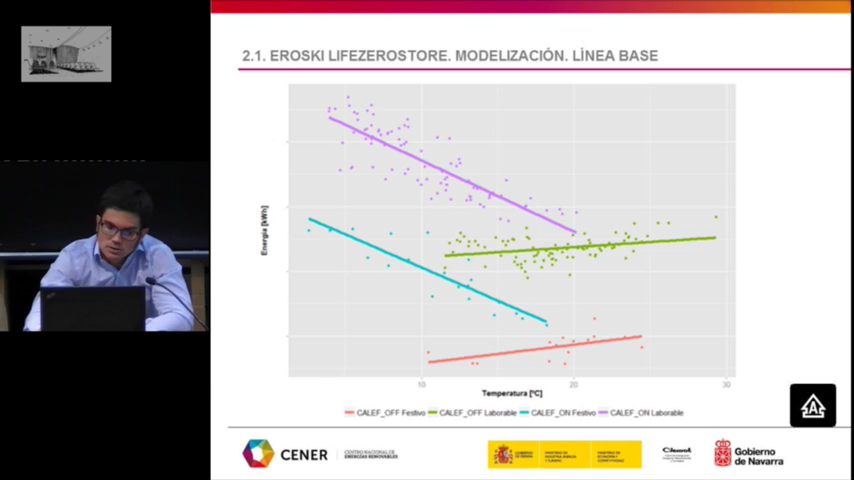 2.1. EROSKI LIFEZEROSTORE. MODELIZACIÓN. LÍNEA BASE
Energía [kWh]
10
20
30
Temperatura [ºC]
CALEF_OFF Festivo
CALEF_OFF Laborable
CALEF_ON Festivo
CALEF_ON Laborable
CENER
CENTRO NACIONAL DE
ENERGÍAS RENOVABLES
GOBIERNO
DE ESPAÑA
MINISTERIO DE
INDUSTRIA, ENERGÍA
Y TURISMO
MINISTERIO DE
ECONOMÍA Y
COMPETITIVIDAD
Ciemat
Gobierno
de Navarra